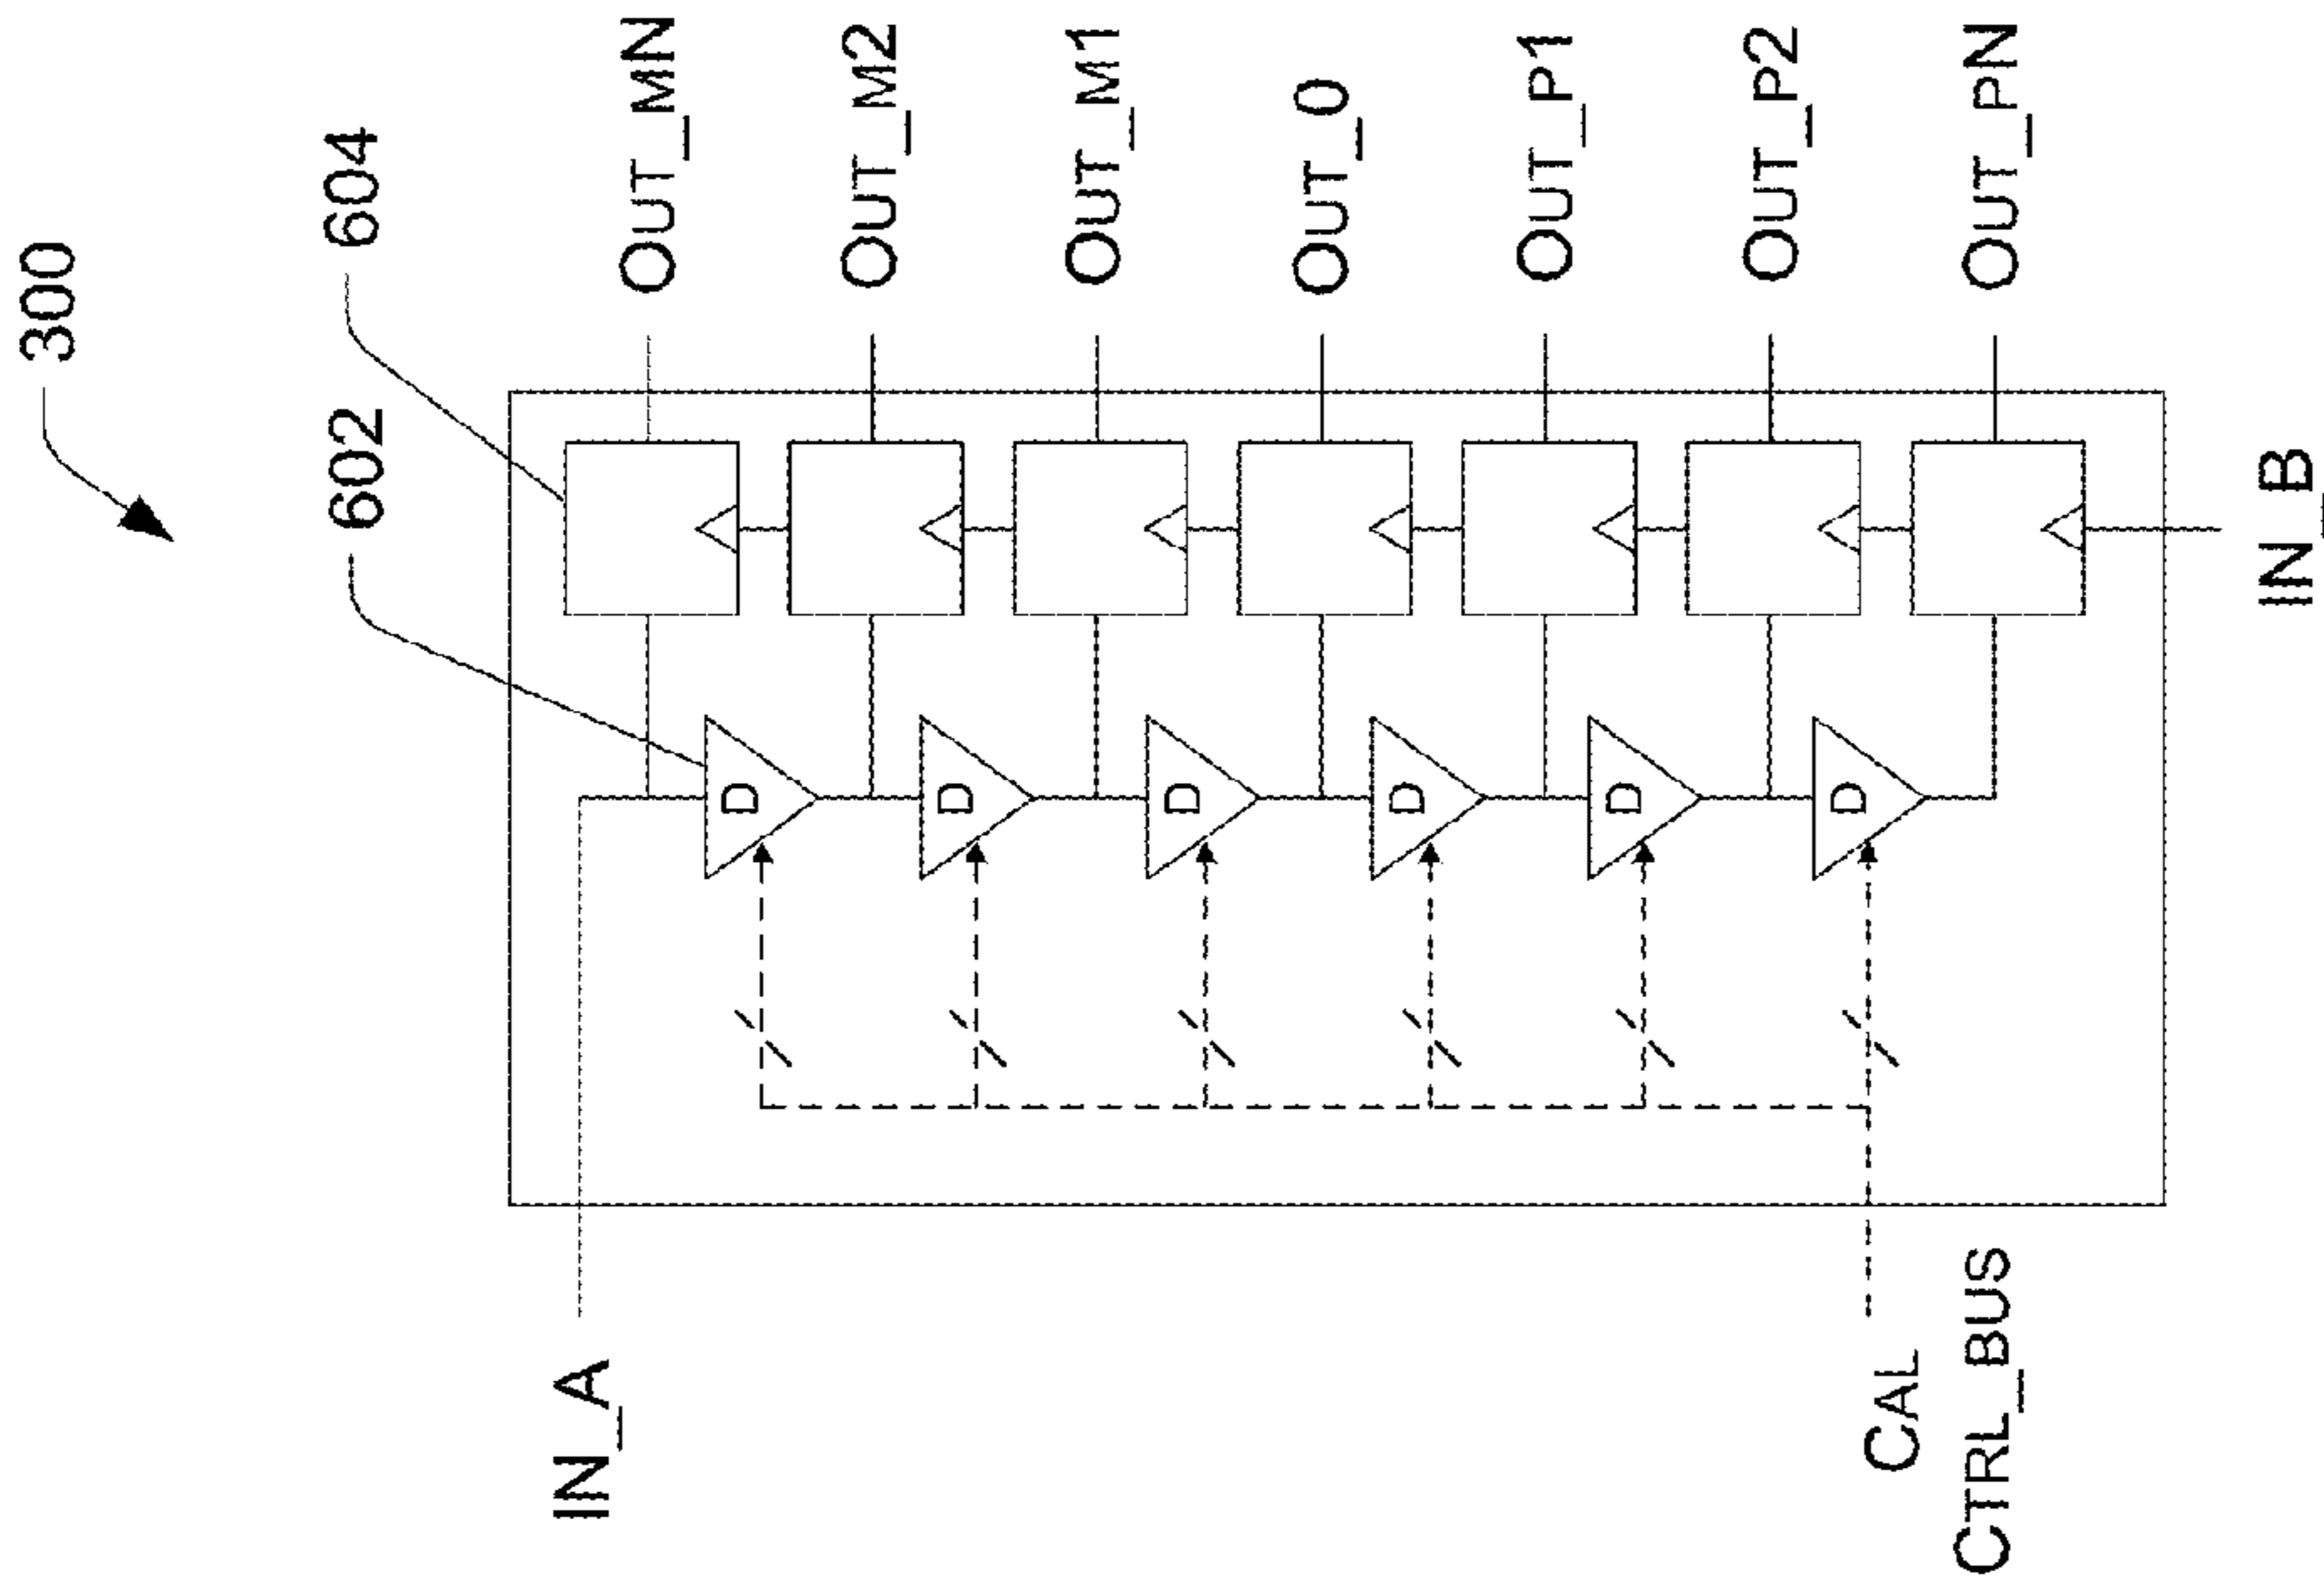 300
602
604
IN_A
OUT_MN
D
OUT_M2
D
OUT_M1
D
OUT_0
D
OUT_P1
D
OUT_P2
D
OUT_PN
CAL
CTRL_BUS
IN_B